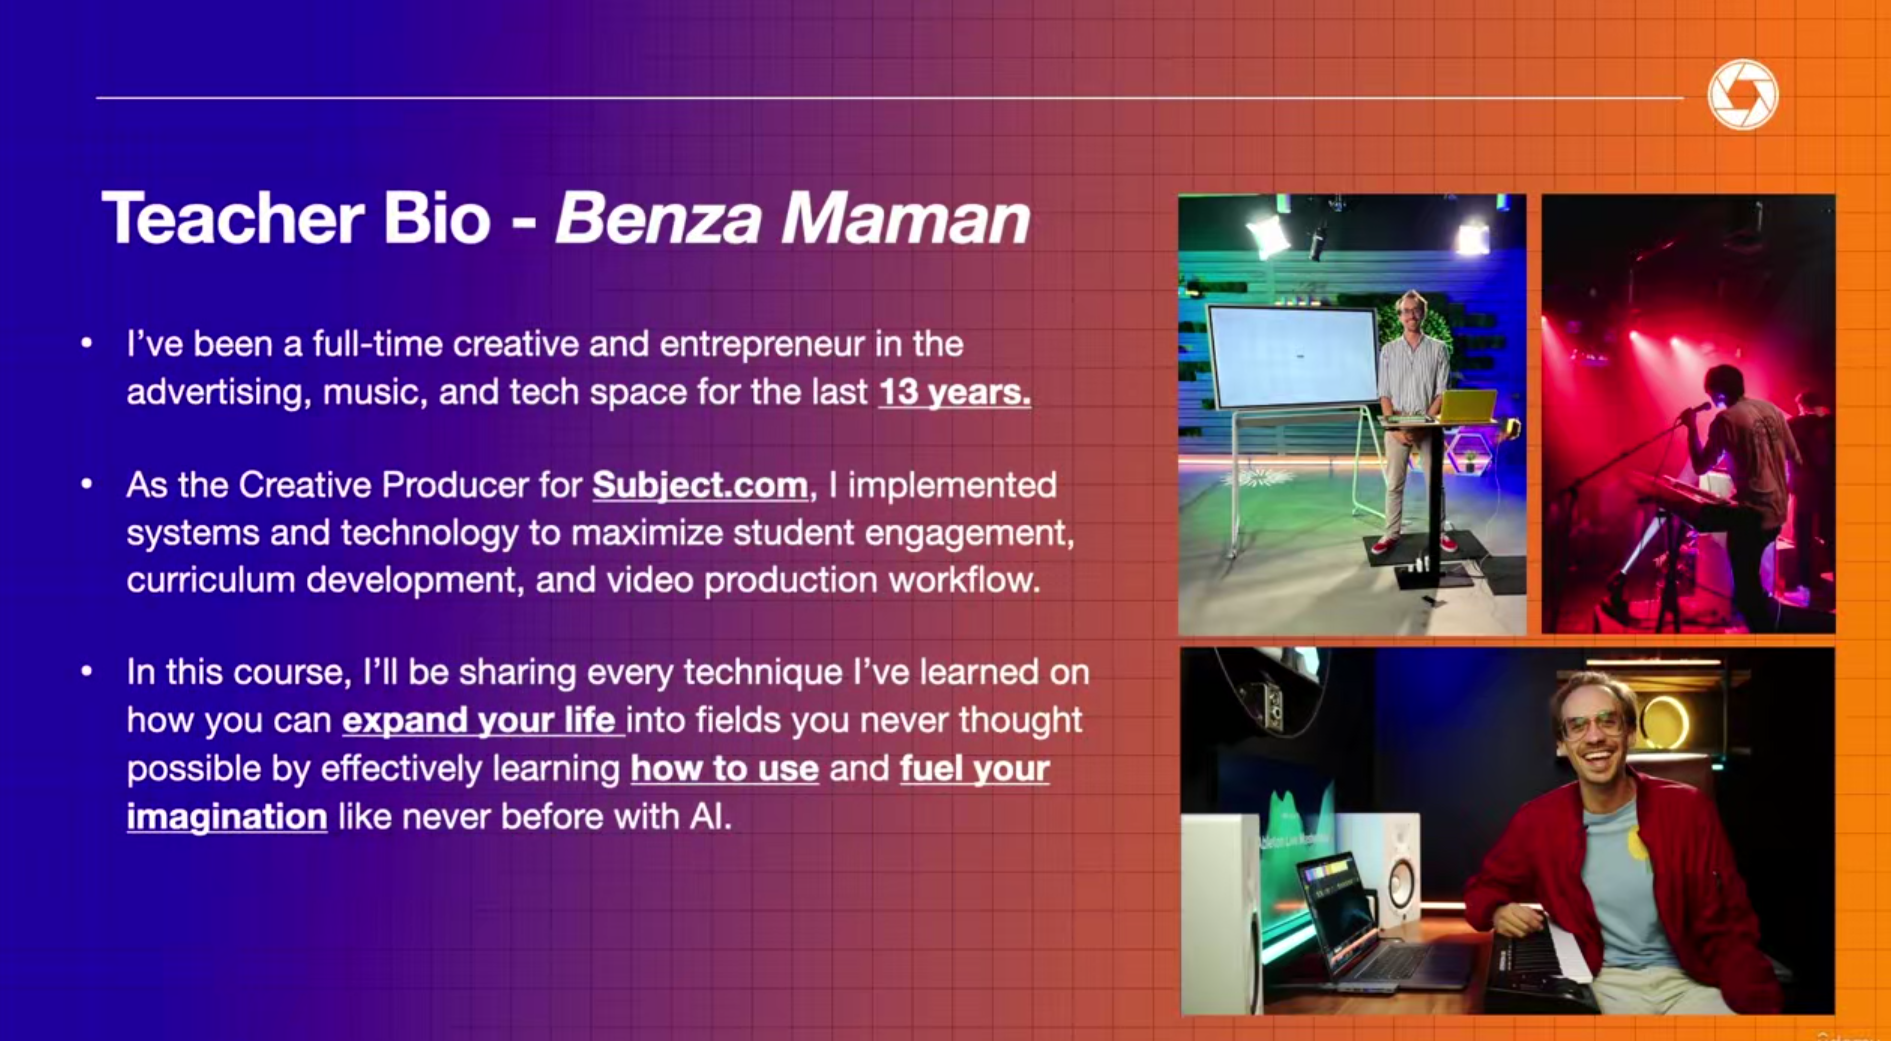 Teacher Bio - Benza Maman
• I’ve been a full-time creative and entrepreneur in the
advertising, music, and tech space for the last 13 years.
• As the Creative Producer for Subject.com, I implemented
systems and technology to maximize student engagement,
curriculum development, and video production workflow.
• In this course, I’ll be sharing every technique I’ve learned on
how you can expand your life into fields you never thought
possible by effectively learning how to use and fuel your
imagination like never before with AI.
Ableton Live